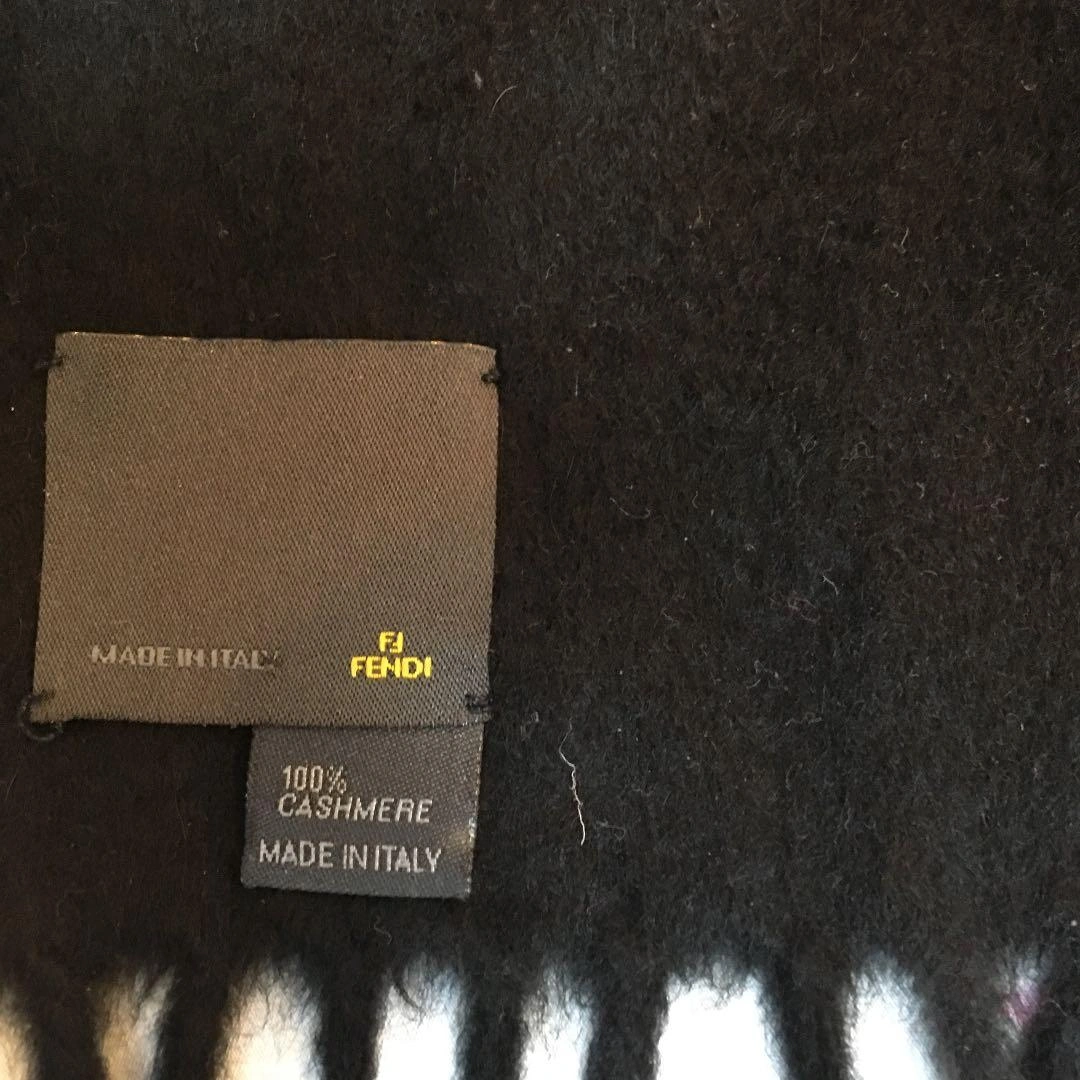 MADE IN ITALY
FENDI
100%
CASHMERE
MADE IN ITALY